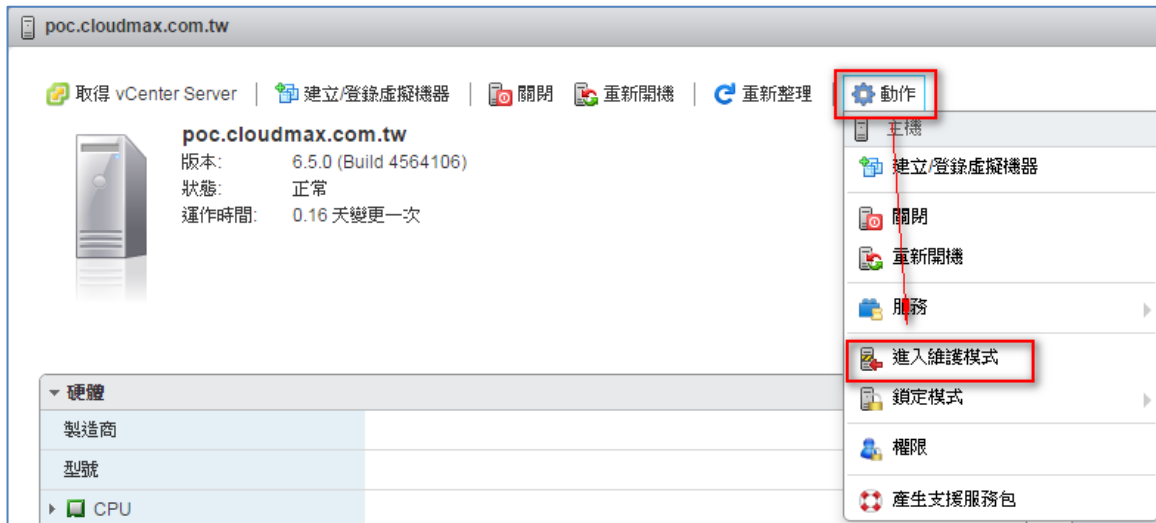 poc.cloudmax.com.tw
取得 vCenter Server | 建立/登錄虛擬機器 | 關閉 重新開機 | 重新整理 | 動作
poc.cloudmax.com.tw
版本: 6.5.0 (Build 4564106)
狀態: 正常
運作時間: 0.16 天變更一次
主機
建立/登錄虛擬機器
關閉
重新開機
服務
進入維護模式
鎖定模式
權限
產生支援服務包
硬體
製造商
型號
CPU